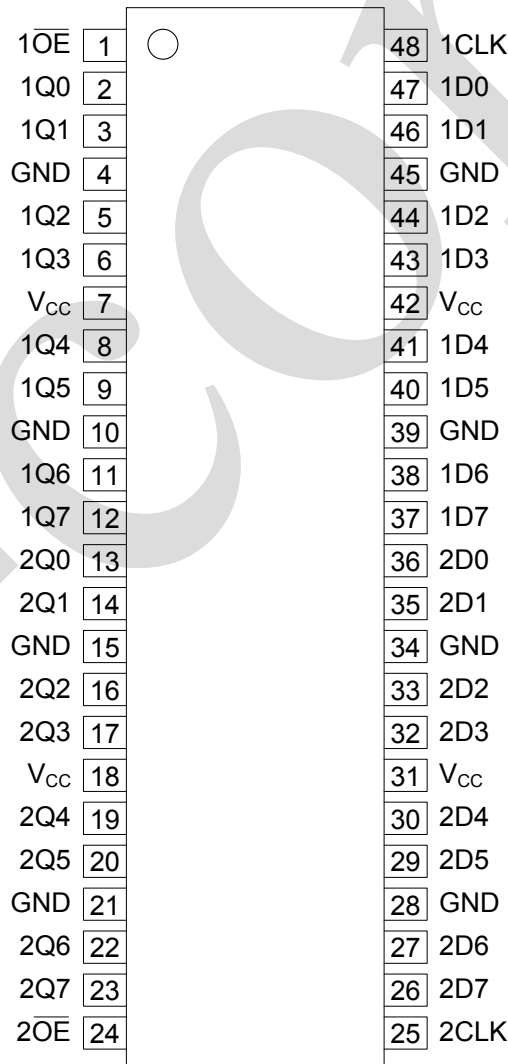 1O̅E̅ 1 48 1CLK
1Q0 2 47 1D0
1Q1 3 46 1D1
GND 4 45 GND
1Q2 5 44 1D2
1Q3 6 43 1D3
VCC 7 42 VCC
1Q4 8 41 1D4
1Q5 9 40 1D5
GND 10 39 GND
1Q6 11 38 1D6
1Q7 12 37 1D7
2Q0 13 36 2D0
2Q1 14 35 2D1
GND 15 34 GND
2Q2 16 33 2D2
2Q3 17 32 2D3
VCC 18 31 VCC
2Q4 19 30 2D4
2Q5 20 29 2D5
GND 21 28 GND
2Q6 22 27 2D6
2Q7 23 26 2D7
2O̅E̅ 24 25 2CLK